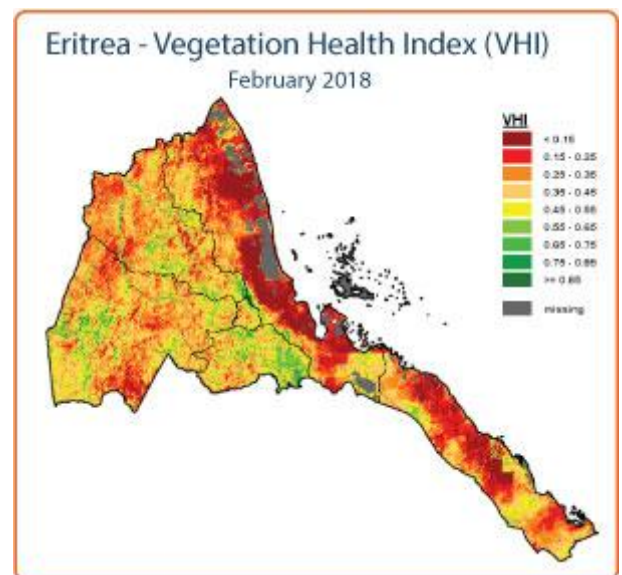 Eritrea - Vegetation Health Index (VHI)
February 2018
VHI
< 0.15
0.15 - 0.25
0.25 - 0.35
0.35 - 0.45
0.45 - 0.55
0.55 - 0.65
0.65 - 0.75
0.75 - 0.85
>= 0.85
missing